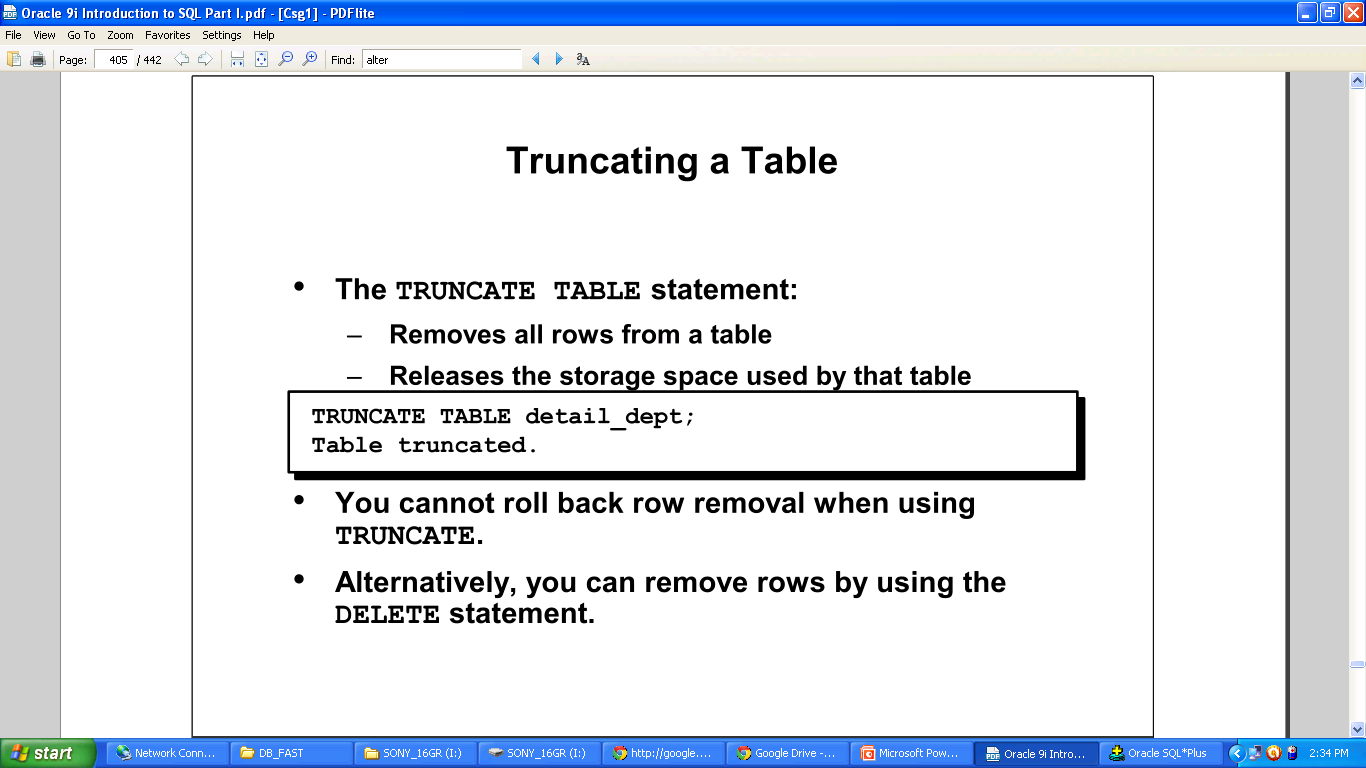 Oracle 9i Introduction to SQL Part I.pdf - [Csg1] - PDFlite
File View Go To Zoom Favorites Settings Help
Page: 405 / 442 Find: alter
Truncating a Table
• The TRUNCATE TABLE statement:
– Removes all rows from a table
– Releases the storage space used by that table
TRUNCATE TABLE detail_dept;
Table truncated.
• You cannot roll back row removal when using
TRUNCATE.
• Alternatively, you can remove rows by using the
DELETE statement.
start Network Conn... DB_FAST SONY_16GR (I:) SONY_16GR (I:) http://google.... Google Drive -... Microsoft Pow... Oracle 9i Intro... Oracle SQL*Plus 2:34 PM